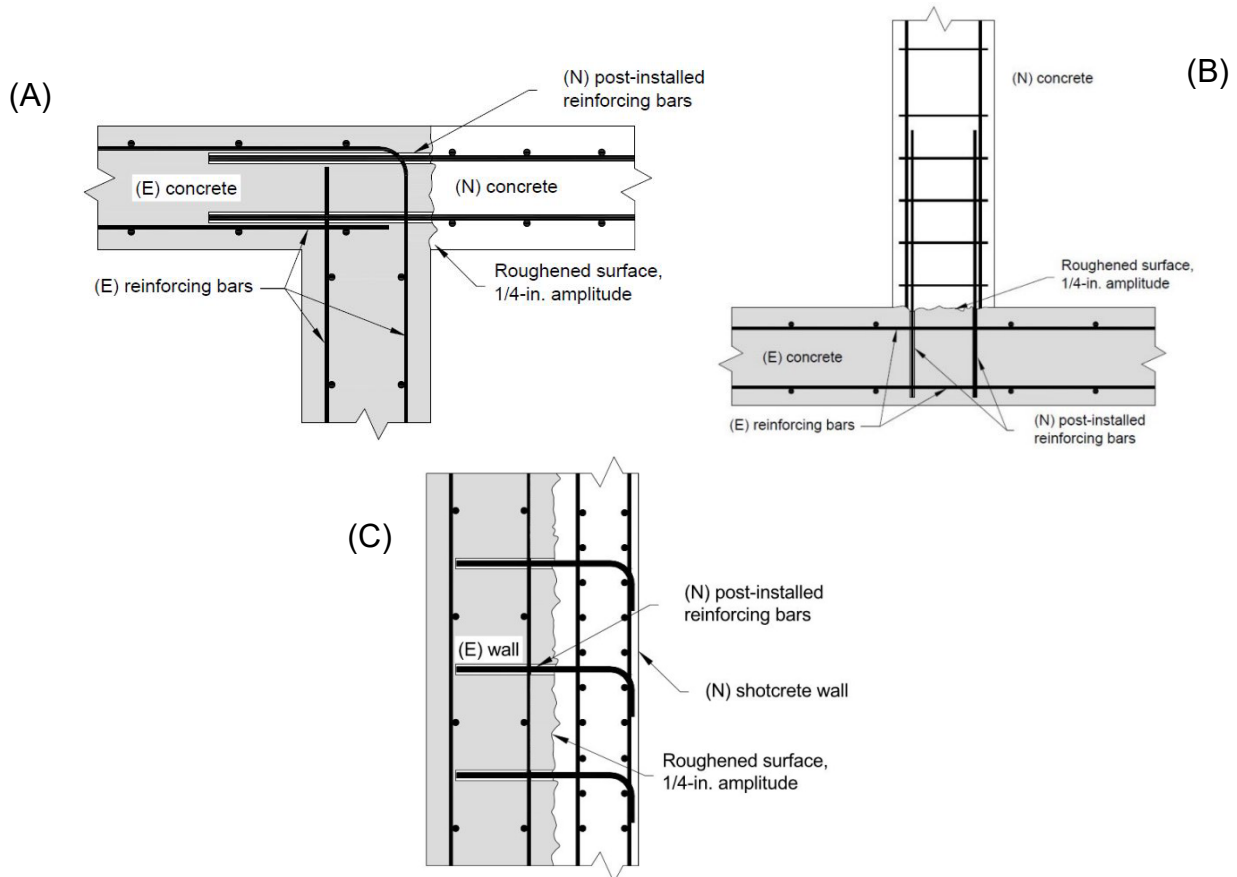 (A)
(N) post-installed
reinforcing bars
(E) concrete
(N) concrete
(E) reinforcing bars
Roughened surface,
1/4-in. amplitude
(B)
(N) concrete
Roughened surface,
1/4-in. amplitude
(E) concrete
(E) reinforcing bars
(N) post-installed
reinforcing bars
(C)
(N) post-installed
reinforcing bars
(E) wall
(N) shotcrete wall
Roughened surface,
1/4-in. amplitude